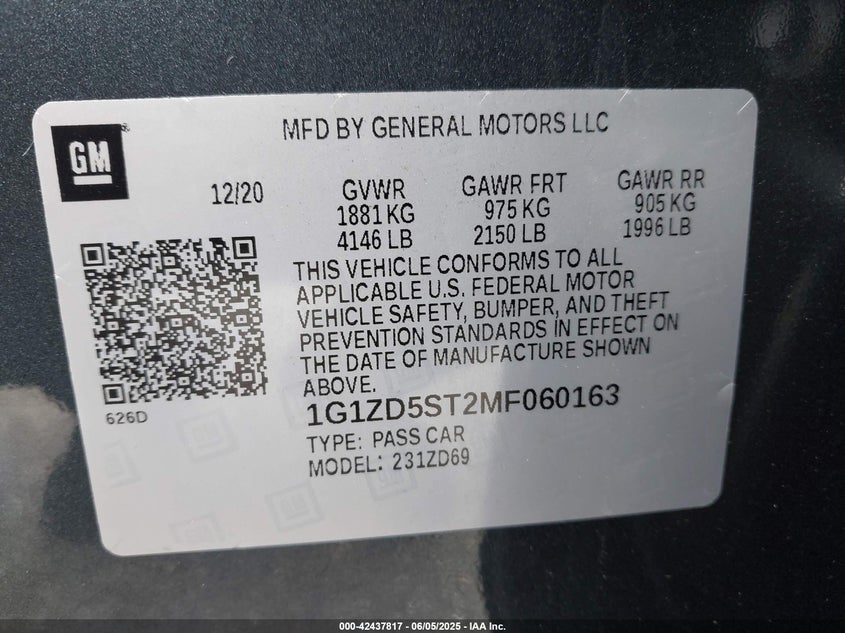 MFD BY GENERAL MOTORS LLC
GM
12/20
GVWR
1881 KG
4146 LB
GAWR FRT
975 KG
2150 LB
GAWR RR
905 KG
1996 LB
THIS VEHICLE CONFORMS TO ALL
APPLICABLE U.S. FEDERAL MOTOR
VEHICLE SAFETY, BUMPER, AND THEFT
PREVENTION STANDARDS IN EFFECT ON
THE DATE OF MANUFACTURE SHOWN
ABOVE.
626D
1G1ZD5ST2MF060163
TYPE: PASS CAR
MODEL: 231ZD69
000-42437817 - 06/05/2025 - IAA Inc.